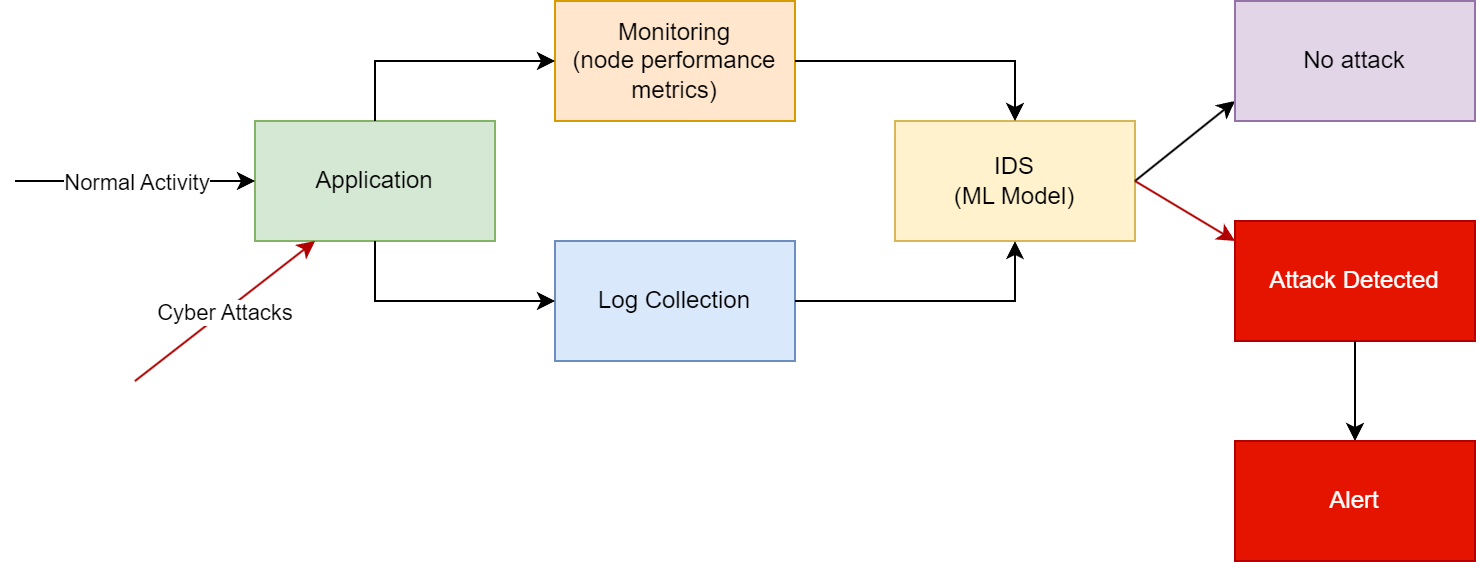 Monitoring
(node performance
metrics)
No attack
Normal Activity
Application
IDS
(ML Model)
Cyber Attacks
Log Collection
Attack Detected
Alert